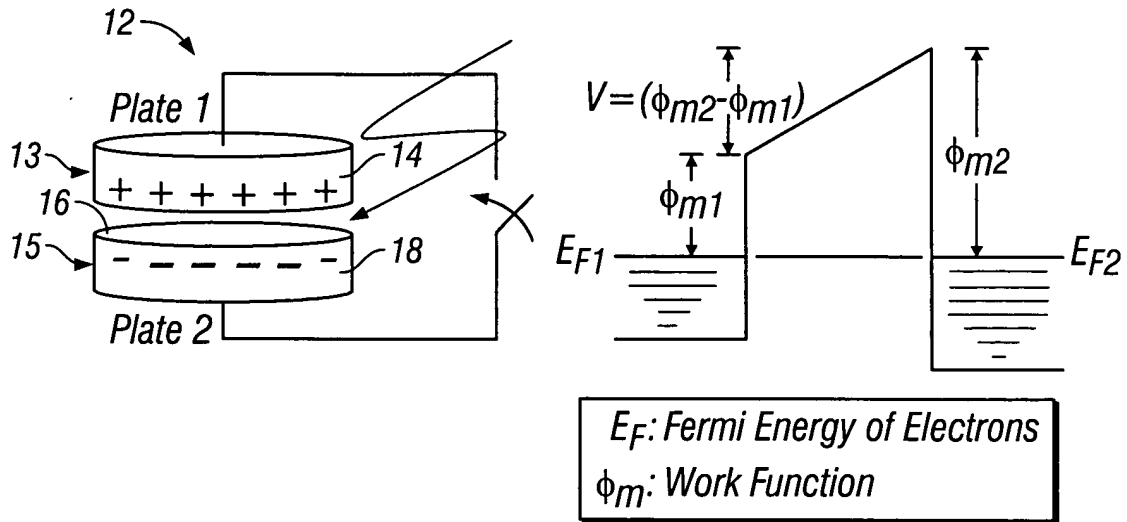 12
Plate 1
13
14
+ + + + + +
16
15
- - - - - -
18
Plate 2
V=(ϕm2-ϕm1)
ϕm1
ϕm2
EF1
EF2
EF: Fermi Energy of Electrons
ϕm: Work Function